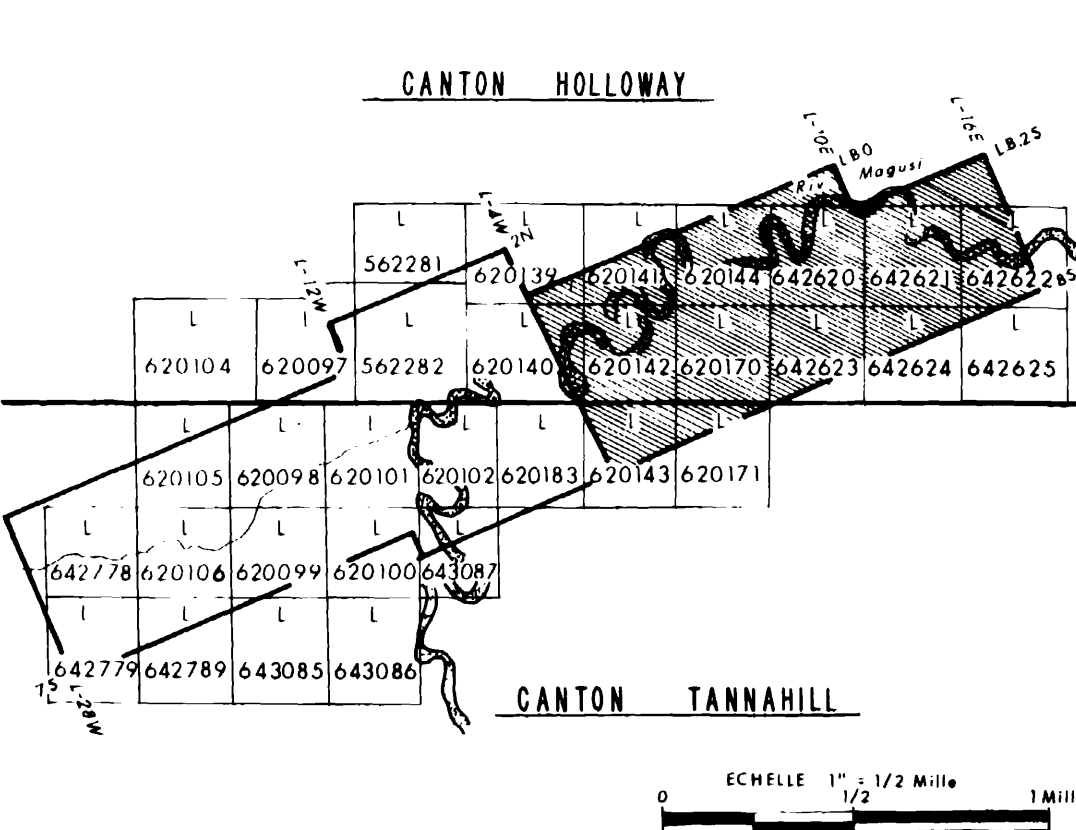 CANTON HOLLOWAY
L-10E
LB0
L-16E
LB.2S
Riv. Magusi
L-4W
2N
L-12W
L L L L L L L
562281 620139 620141 620144 642620 642621 642622
8S
L L L L L L L L L
620104 620097 562282 620140 620142 620170 642623 642624 642625
L L L L L L L
620105 620098 620101 620102 620183 620143 620171
L L L L L
642778 620106 620099 620100 643087
L L L L
642779 642789 643085 643086
7S
L-28W
CANTON TANNAHILL
ECHELLE 1" = 1/2 Mille
0 1/2 1 Mill